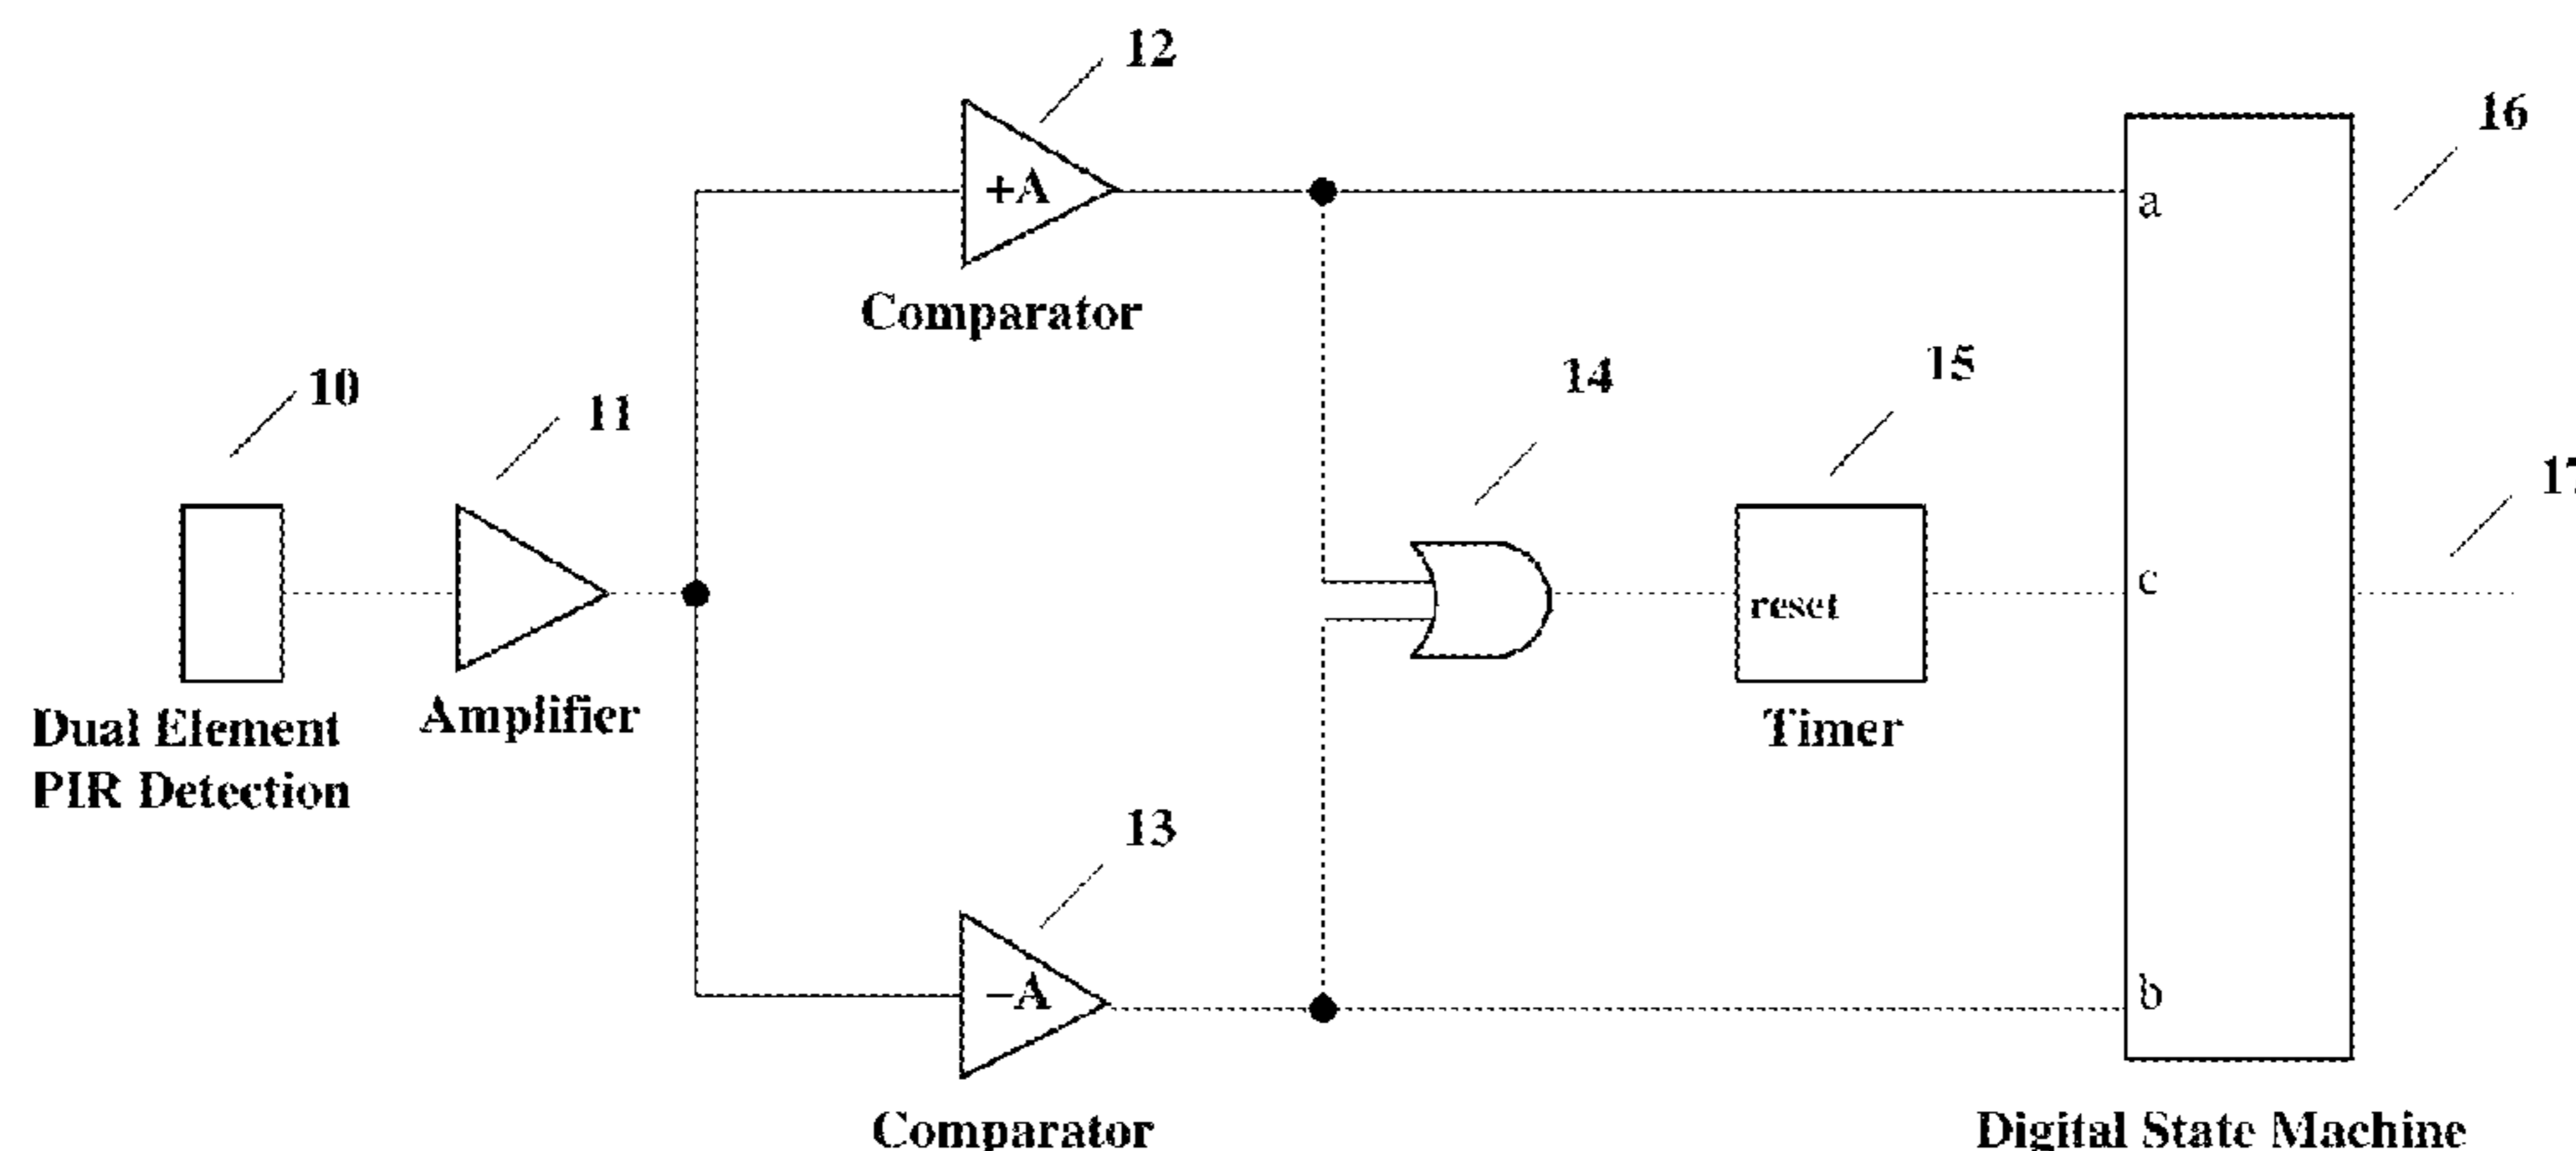 12
16
+A
a
Comparator
10
11
14
15
17
c
reset
Dual Element
PIR Detection
Amplifier
Timer
13
-A
b
Comparator
Digital State Machine